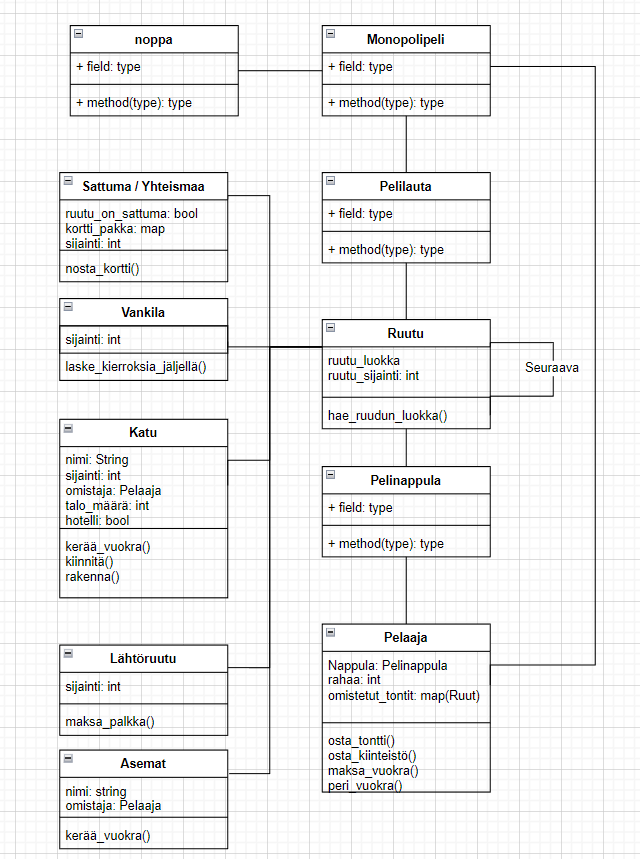 noppa
+ field: type
+ method(type): type
Monopolipeli
+ field: type
+ method(type): type
Sattuma / Yhteismaa
ruutu_on_sattuma: bool
kortti_pakka: map
sijainti: int
nosta_kortti()
Pelilauta
+ field: type
+ method(type): type
Vankila
sijainti: int
laske_kierroksia_jäljellä()
Ruutu
ruutu_luokka
ruutu_sijainti: int
hae_ruudun_luokka()
Seuraava
Katu
nimi: String
sijainti: int
omistaja: Pelaaja
talo_määrä: int
hotelli: bool
kerää_vuokra()
kiinnitä()
rakenna()
Pelinappula
+ field: type
+ method(type): type
Lähtöruutu
sijainti: int
maksa_palkka()
Pelaaja
Nappula: Pelinappula
rahaa: int
omistetut_tontit: map(Ruut)
osta_tontti()
osta_kiinteistö()
maksa_vuokra()
peri_vuokra()
Asemat
nimi: string
omistaja: Pelaaja
kerää_vuokra()